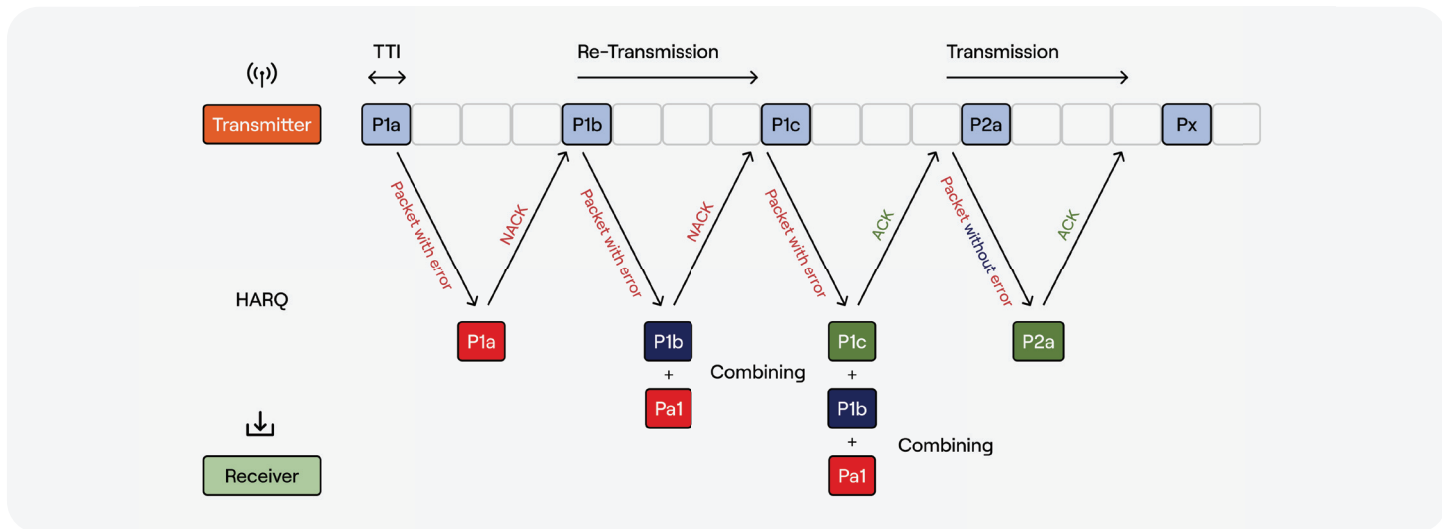 TTI
Re-Transmission
Transmission
Transmitter
P1a
P1b
P1c
P2a
Px
Packet with error
NACK
Packet with error
NACK
Packet with error
ACK
Packet without error
ACK
HARQ
P1a
P1b
P1c
P2a
+
Combining
+
Pa1
P1b
+
Combining
Receiver
Pa1